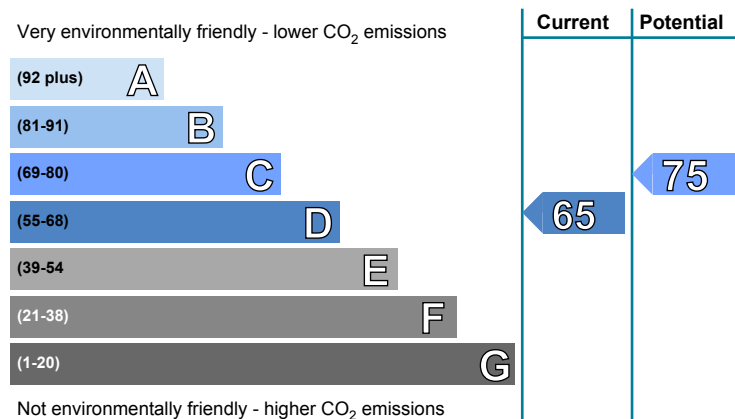 Current Potential
Very environmentally friendly - lower CO2 emissions
(92 plus) A
(81-91) B
(69-80) C
75
(55-68) D
65
(39-54 E
(21-38) F
(1-20) G
Not environmentally friendly - higher CO2 emissions